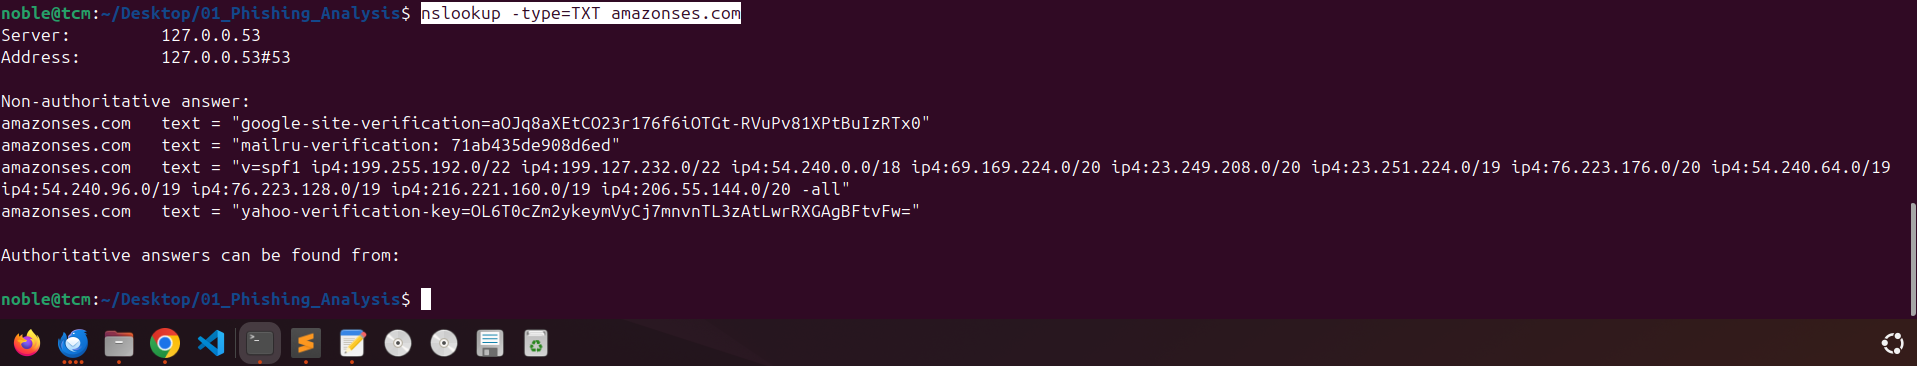 noble@tcm:~/Desktop/01_Phishing_Analysis$ nslookup -type=TXT amazonses.com
Server:         127.0.0.53
Address:        127.0.0.53#53
Non-authoritative answer:
amazonses.com   text = "google-site-verification=aOJq8aXEtCO23r176f6iOTGt-RVuPv81XPtBuIzRTx0"
amazonses.com   text = "mailru-verification: 71ab435de908d6ed"
amazonses.com   text = "v=spf1 ip4:199.255.192.0/22 ip4:199.127.232.0/22 ip4:54.240.0.0/18 ip4:69.169.224.0/20 ip4:23.249.208.0/20 ip4:23.251.224.0/19 ip4:76.223.176.0/20 ip4:54.240.64.0/19
ip4:54.240.96.0/19 ip4:76.223.128.0/19 ip4:216.221.160.0/19 ip4:206.55.144.0/20 -all"
amazonses.com   text = "yahoo-verification-key=OL6T0cZm2ykeymVyCj7mnvnTL3zAtLwrRXGAgBFtvFw="
Authoritative answers can be found from:
noble@tcm:~/Desktop/01_Phishing_Analysis$